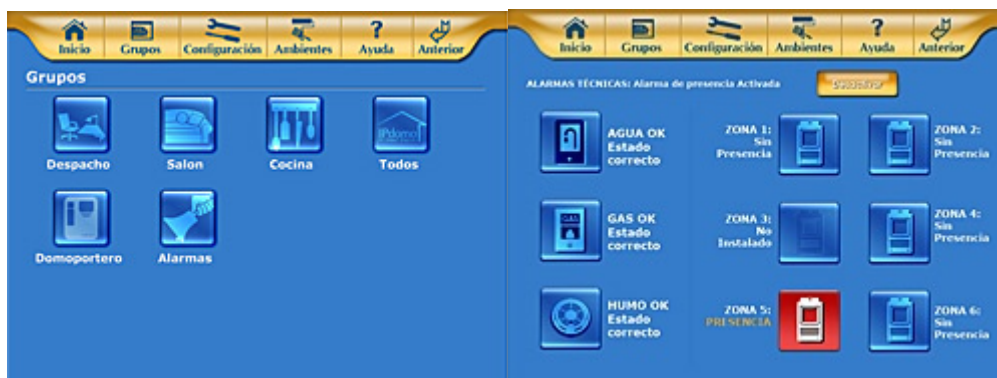 Inicio Grupos Configuración Ambientes Ayuda Anterior
Grupos
Despacho Salon Cocina Todos
IPdomo
Domoportero Alarmas
Inicio Grupos Configuración Ambientes Ayuda Anterior
ALARMAS TÉCNICAS: Alarma de presencia Activada
Desactivar
AGUA OK
Estado
correcto
ZONA 1:
Sin
Presencia
ZONA 2:
Sin
Presencia
GAS
GAS OK
Estado
correcto
ZONA 3:
No
Instalado
ZONA 4:
Sin
Presencia
HUMO OK
Estado
correcto
ZONA 5:
PRESENCIA
ZONA 6:
Sin
Presencia